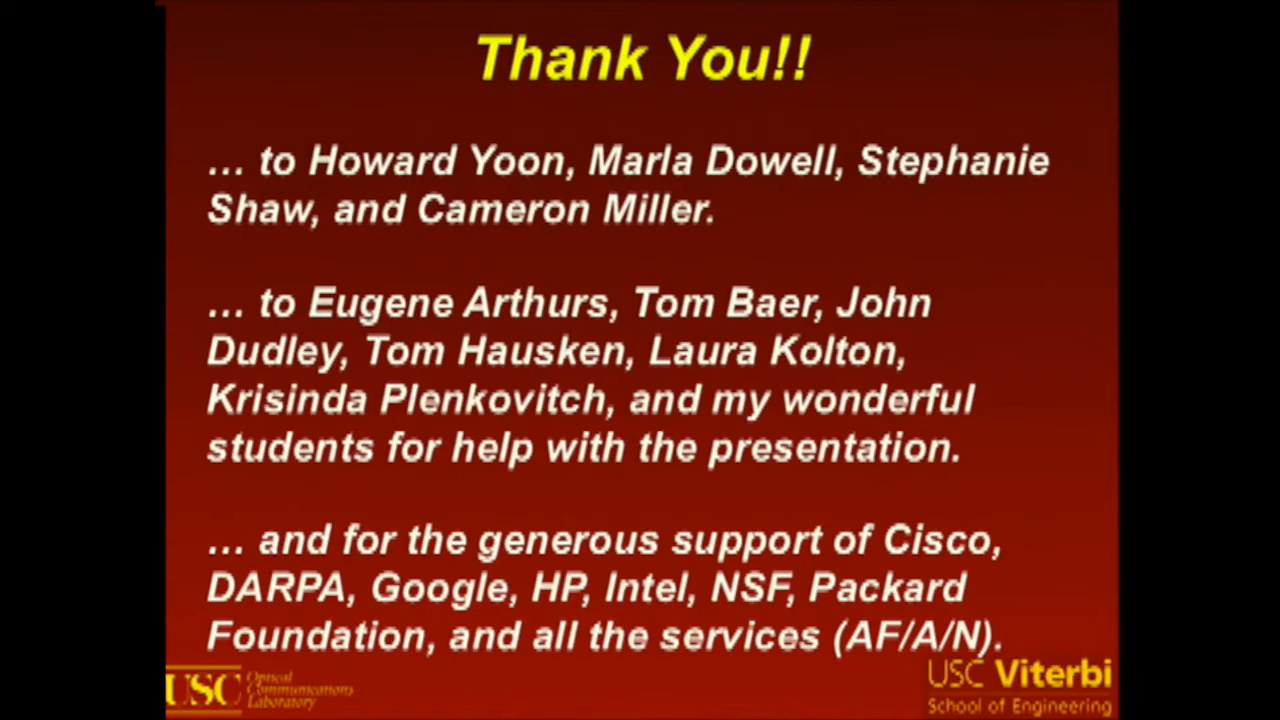 Thank You!!
… to Howard Yoon, Marla Dowell, Stephanie
Shaw, and Cameron Miller.
… to Eugene Arthurs, Tom Baer, John
Dudley, Tom Hausken, Laura Kolton,
Krisinda Plenkovitch, and my wonderful
students for help with the presentation.
… and for the generous support of Cisco,
DARPA, Google, HP, Intel, NSF, Packard
Foundation, and all the services (AF/A/N).
USC
Optical
Communications
Laboratory
USC Viterbi
School of Engineering